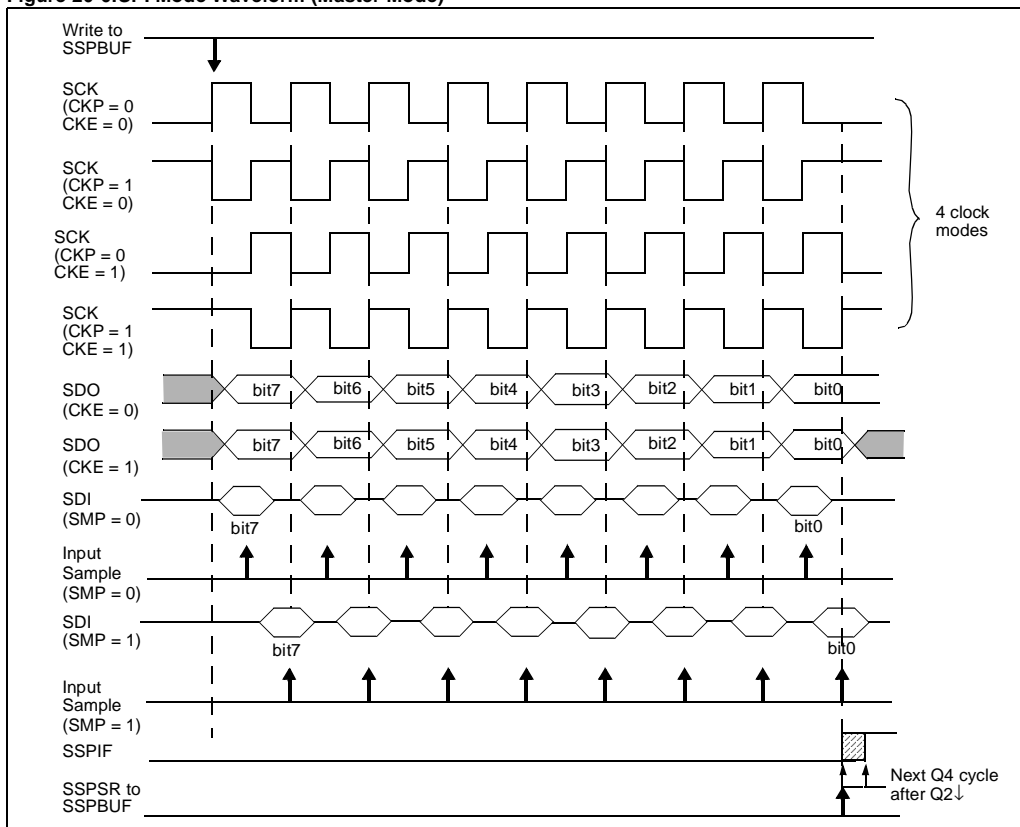 Figure
Mode Waveform (Master Mode)
Write to
SSPBUF
SCK
(CKP = 0
CKE = 0)
SCK
(CKP = 1
CKE = 0)
SCK
(CKP = 0
CKE = 1)
SCK
(CKP = 1
CKE = 1)
4 clock
modes
SDO
(CKE = 0)
bit7 bit6 bit5 bit4 bit3 bit2 bit1 bit0
SDO
(CKE = 1)
bit7 bit6 bit5 bit4 bit3 bit2 bit1 bit0
SDI
(SMP = 0)
bit7 bit0
Input
Sample
(SMP = 0)
SDI
(SMP = 1)
bit7 bit0
Input
Sample
(SMP = 1)
SSPIF
SSPSR to
SSPBUF
Next Q4 cycle
after Q2↓